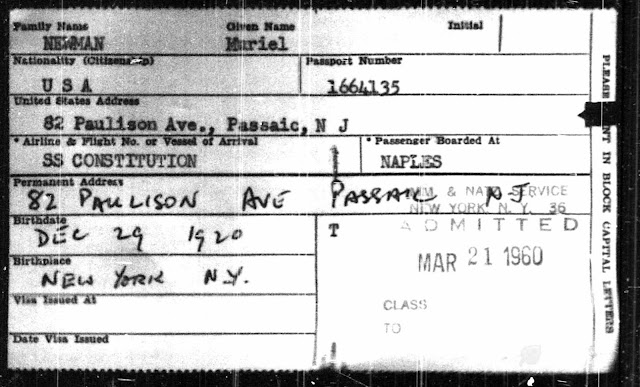 Family Name Given Name Initial
NEWMAN Muriel
Nationality (Citizenship) Passport Number
U S A 1664135
United States Address
82 Paulison Ave., Passaic, N J
* Airline & Flight No. or Vessel of Arrival * Passenger Boarded At
SS CONSTITUTION NAPLES
Permanent Address
82 PAULISON AVE PASSAIC NJ
IMM. & NATZ. SERVICE
NEW YORK, N. Y. 36
ADMITTED
MAR 21 1960
CLASS
TO
Birthdate
DEC 29 1920
T
Birthplace
NEW YORK N.Y.
Visa Issued At
Date Visa Issued
PLEASE IN BLOCK CAPITAL LETTERS